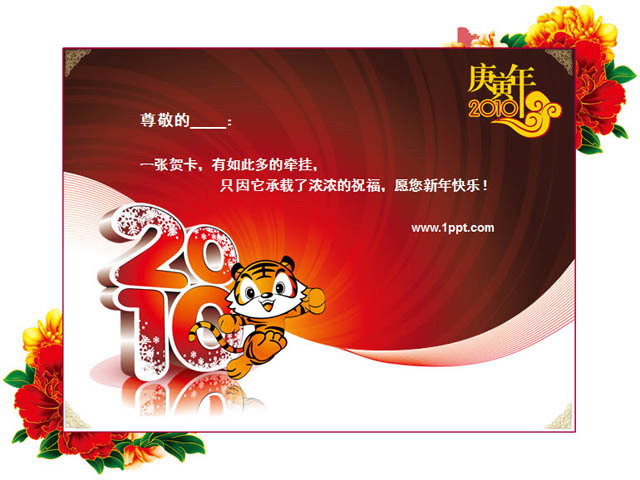 庚寅年
2010
尊敬的____：
一张贺卡，有如此多的牵挂，
只因它承载了浓浓的祝福，愿您新年快乐！
www.1ppt.com
20
10